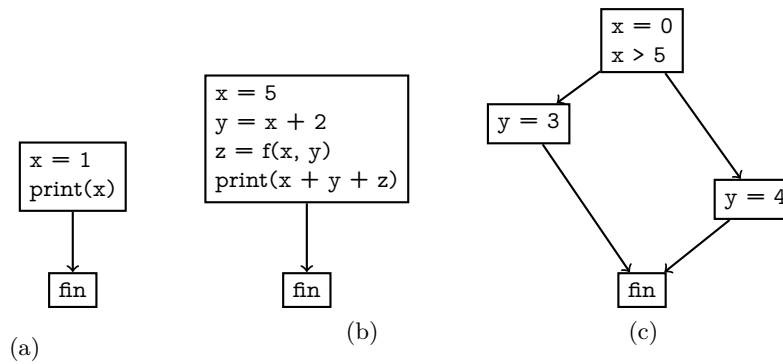 x = 1
print(x)
fin
(a)
x = 5
y = x + 2
z = f(x, y)
print(x + y + z)
fin
(b)
x = 0
x > 5
y = 3
y = 4
fin
(c)